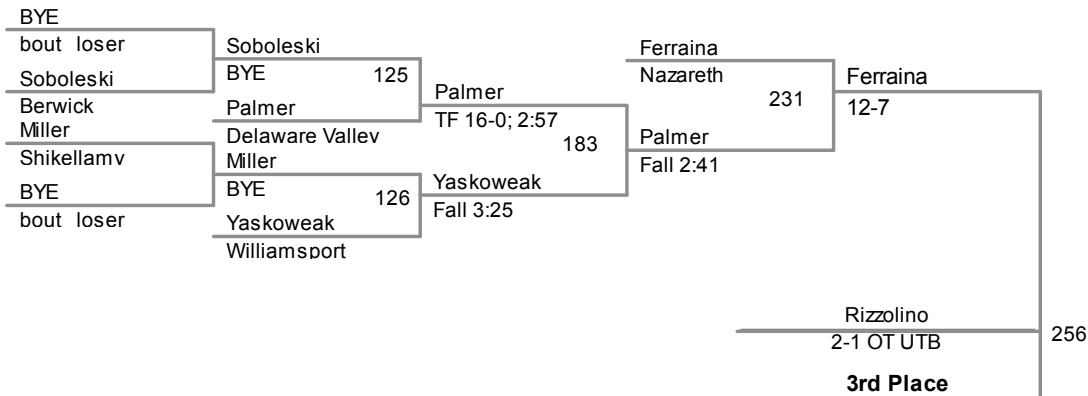 BYE
bout loser
Soboleski
Berwick
Miller
Shikellamv
BYE
bout loser
Soboleski
BYE
125
Palmer
Delaware Vallev
Miller
BYE
126
Yaskoweak
Williamsport
Palmer
TF 16-0; 2:57
183
Yaskoweak
Fall 3:25
Ferraina
Nazareth
231
Palmer
Fall 2:41
Ferraina
12-7
Rizzolino
2-1 OT UTB
256
3rd Place